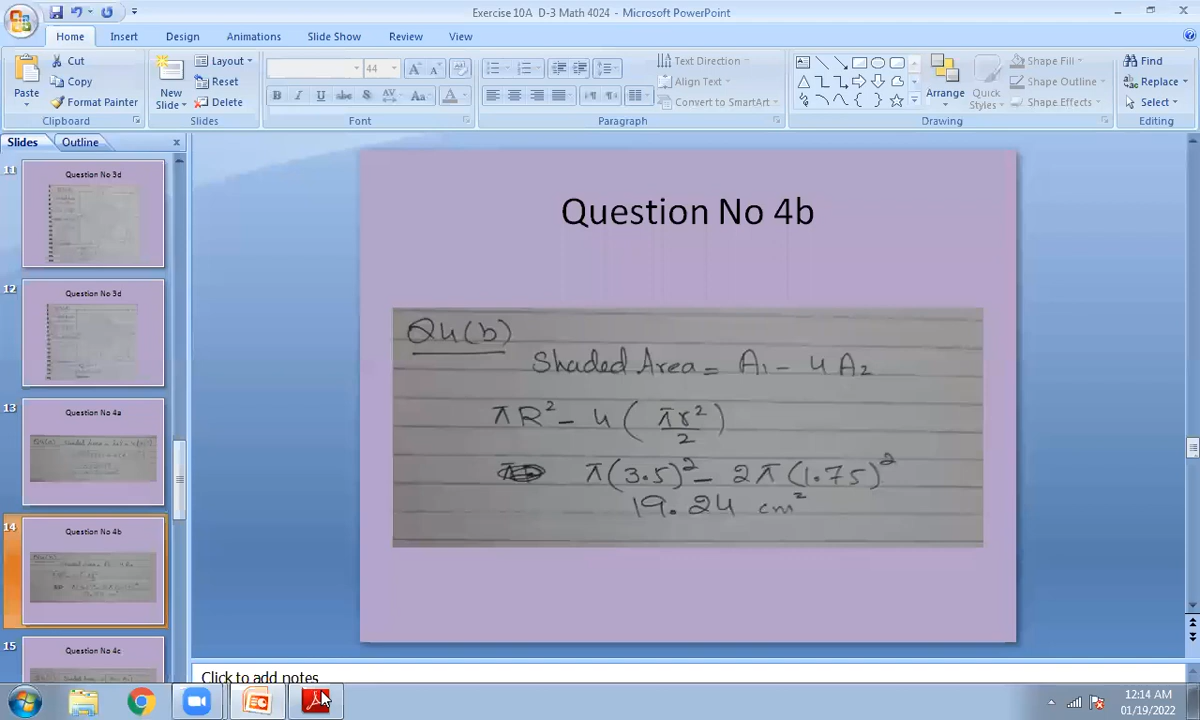 Exercise 10A D-3 Math 4024 - Microsoft PowerPoint
Home Insert Design Animations Slide Show Review View
Paste
Cut
Copy
Format Painter
Clipboard
New Slide
Layout
Reset
Delete
Slides
44
B I U abc S AV Aa A
Font
Text Direction
Align Text
Convert to SmartArt
Paragraph
Arrange
Quick Styles
Shape Fill
Shape Outline
Shape Effects
Drawing
Find
Replace
Select
Editing
Slides Outline
11
Question No 3d
12
Question No 3d
13
Question No 4a
14
Question No 4b
15
Question No 4c
Question No 4b
Q4(b)
Shaded Area = A₁ - 4A₂
πR² - 4(πr²/2)
π(3.5)² - 2π(1.75)²
19.24 cm²
Click to add notes
12:14 AM
01/19/2022